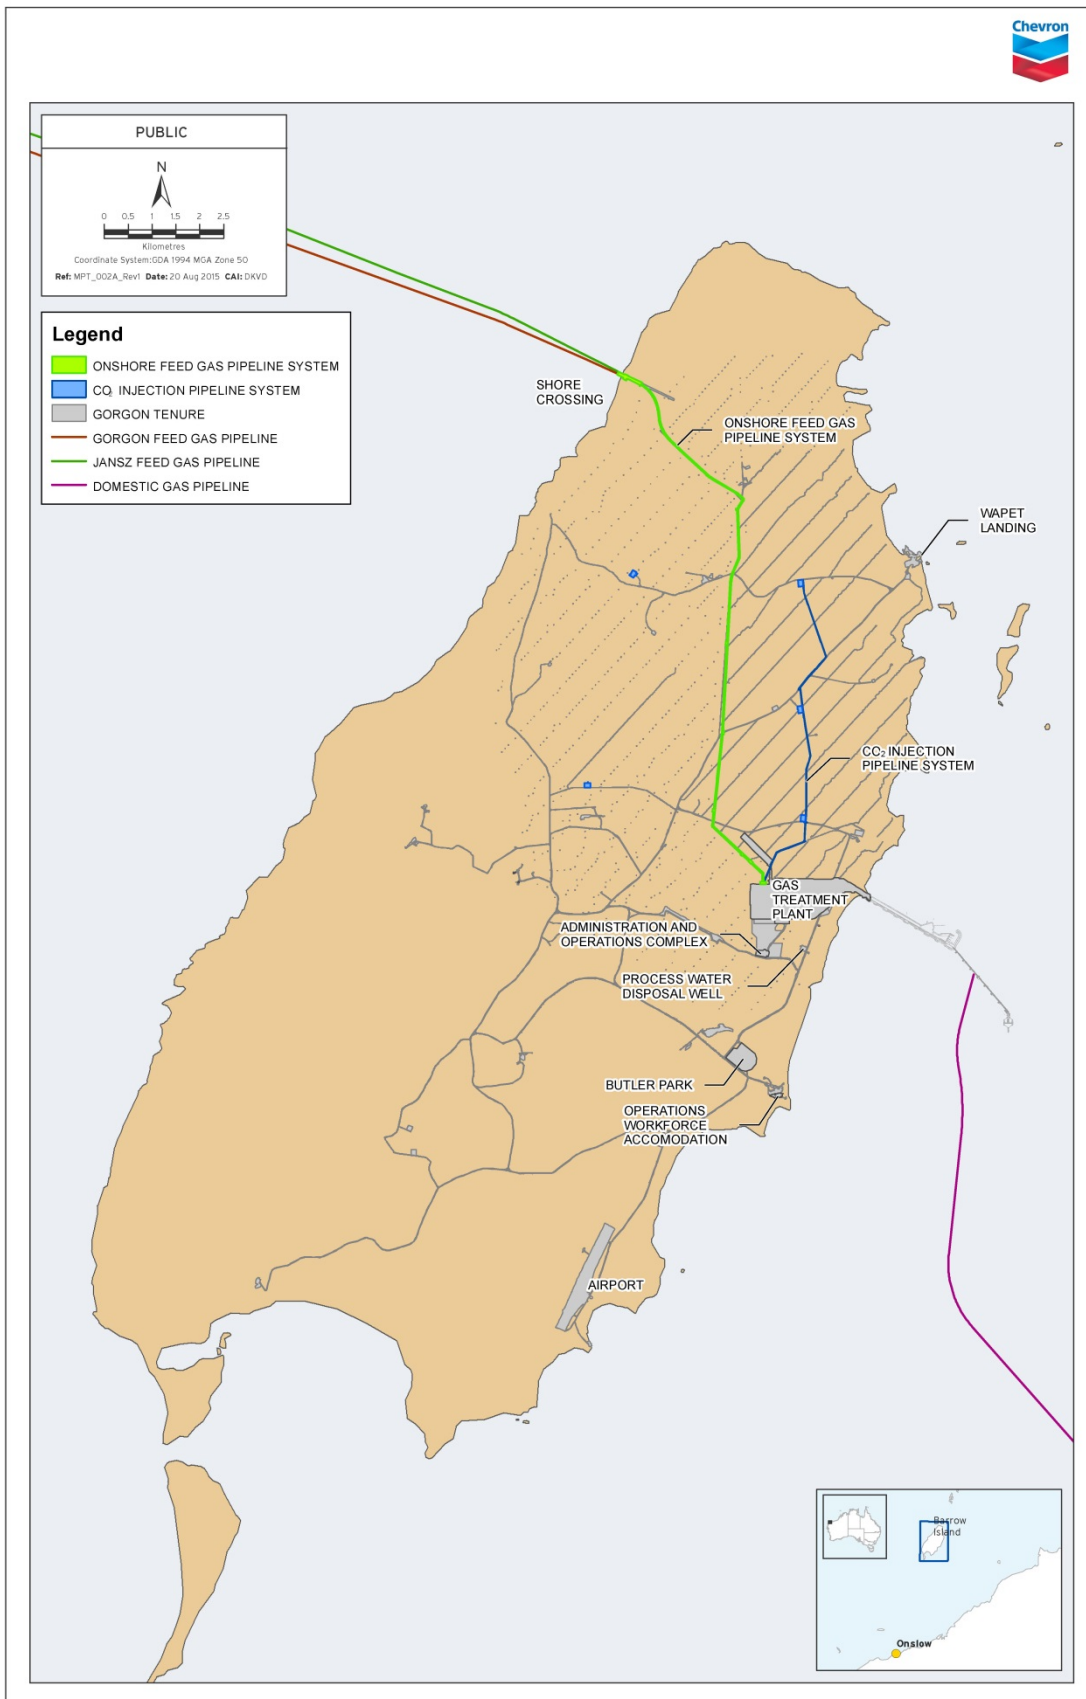 Chevron
PUBLIC
N
0 0.5 1 1.5 2 2.5
Kilometres
Coordinate System:GDA 1994 MGA Zone 50
Ref: MPT_002A_Rev1 Date: 20 Aug 2015 CAI: DKVD
Legend
ONSHORE FEED GAS PIPELINE SYSTEM
CO₂ INJECTION PIPELINE SYSTEM
GORGON TENURE
GORGON FEED GAS PIPELINE
JANSZ FEED GAS PIPELINE
DOMESTIC GAS PIPELINE
SHORE
CROSSING
ONSHORE FEED GAS
PIPELINE SYSTEM
WAPET
LANDING
CC₂ INJECTION
PIPELINE SYSTEM
GAS
TREATMENT
PLANT
ADMINISTRATION AND
OPERATIONS COMPLEX
PROCESS WATER
DISPOSAL WELL
BUTLER PARK
OPERATIONS
WORKFORCE
ACCOMODATION
AIRPORT
Barrow
Island
Onslow